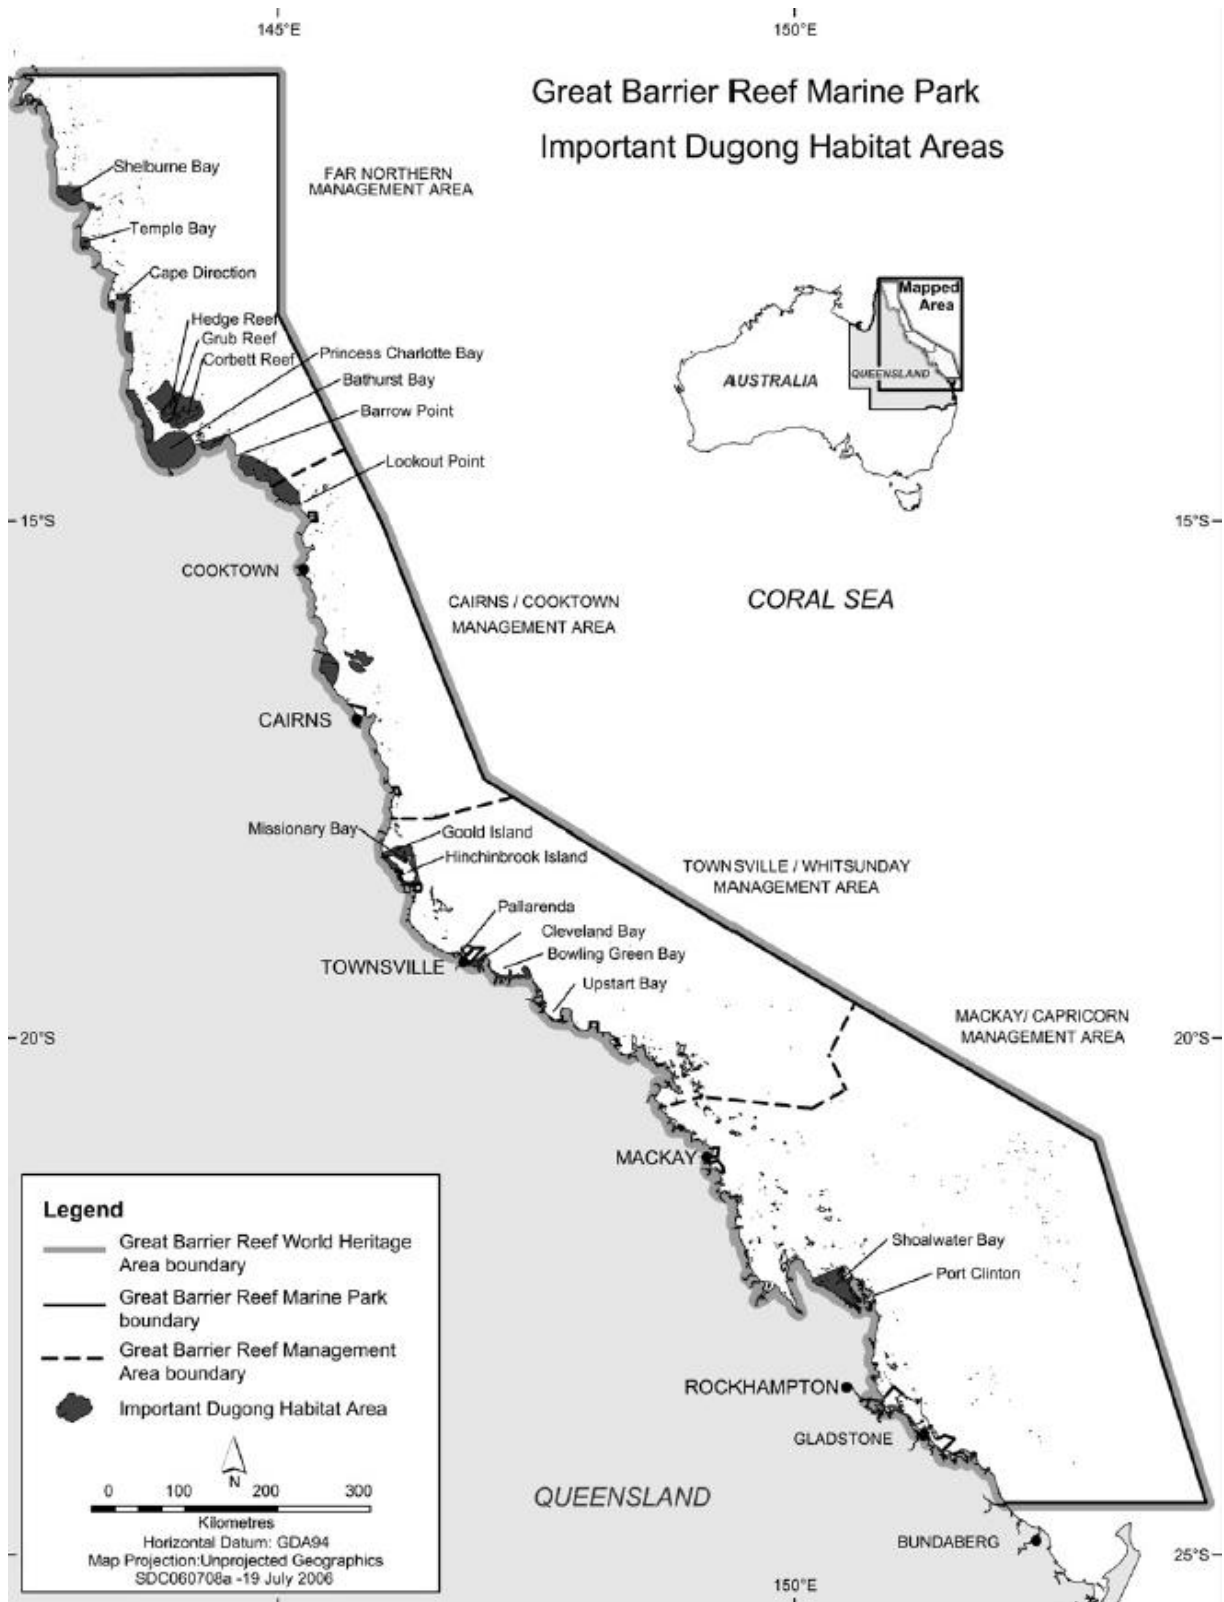 145°E
150°E
Great Barrier Reef Marine Park
Important Dugong Habitat Areas
Shelburne Bay
FAR NORTHERN
MANAGEMENT AREA
Temple Bay
Cape Direction
Hedge Reef
Grub Reef
Corbett Reef
Princess Charlotte Bay
Bathurst Bay
Barrow Point
Lookout Point
Mapped
Area
QUEENSLAND
AUSTRALIA
15°S
15°S
COOKTOWN
CAIRNS / COOKTOWN
MANAGEMENT AREA
CORAL SEA
CAIRNS
Missionary Bay
Goold Island
Hinchinbrook Island
TOWNSVILLE / WHITSUNDAY
MANAGEMENT AREA
Pallarenda
Cleveland Bay
Bowling Green Bay
TOWNSVILLE
Upstart Bay
20°S
MACKAY/ CAPRICORN
MANAGEMENT AREA
20°S
MACKAY
Shoalwater Bay
Port Clinton
ROCKHAMPTON
GLADSTONE
QUEENSLAND
BUNDABERG
25°S
150°E
Legend
Great Barrier Reef World Heritage
Area boundary
Great Barrier Reef Marine Park
boundary
Great Barrier Reef Management
Area boundary
Important Dugong Habitat Area
N
0 100 200 300
Kilometres
Horizontal Datum: GDA94
Map Projection:Unprojected Geographics
SDC060708a -19 July 2006